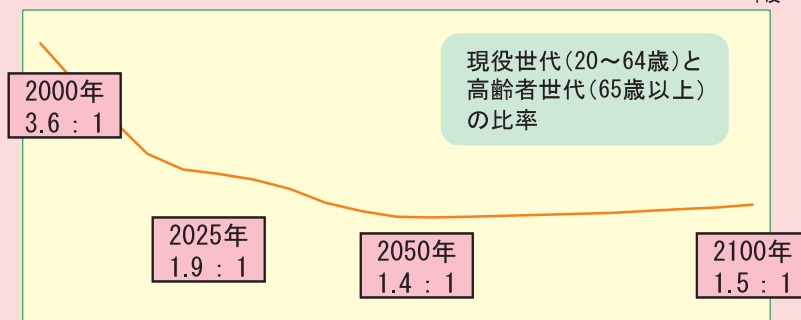 現役世代(20～64歳)と
高齢者世代(65歳以上)
の比率
2000年
3.6 : 1
2025年
1.9 : 1
2050年
1.4 : 1
2100年
1.5 : 1